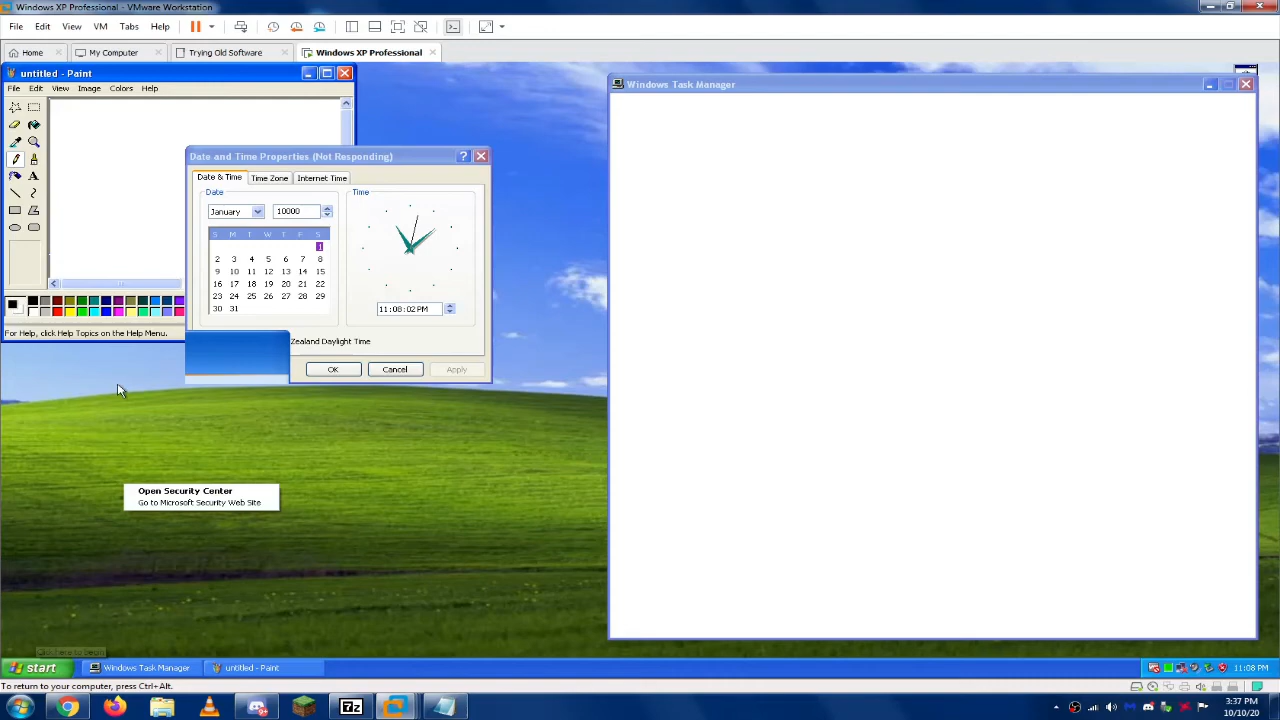 Windows XP Professional - VMware Workstation
File Edit View VM Tabs Help
Home My Computer Trying Old Software Windows XP Professional
untitled - Paint
File Edit View Image Colors Help
For Help, click Help Topics on the Help Menu.
Date and Time Properties (Not Responding)
Date & Time Time Zone Internet Time
Date
January 10000
S M T W T F S
1
2 3 4 5 6 7 8
9 10 11 12 13 14 15
16 17 18 19 20 21 22
23 24 25 26 27 28 29
30 31
Time
11:08:02 PM
Zealand Daylight Time
OK Cancel Apply
Windows Task Manager
Open Security Center
Go to Microsoft Security Web Site
Click here to begin
start Windows Task Manager untitled - Paint 11:08 PM
To return to your computer, press Ctrl+Alt.
7z
3:37 PM
10/10/20